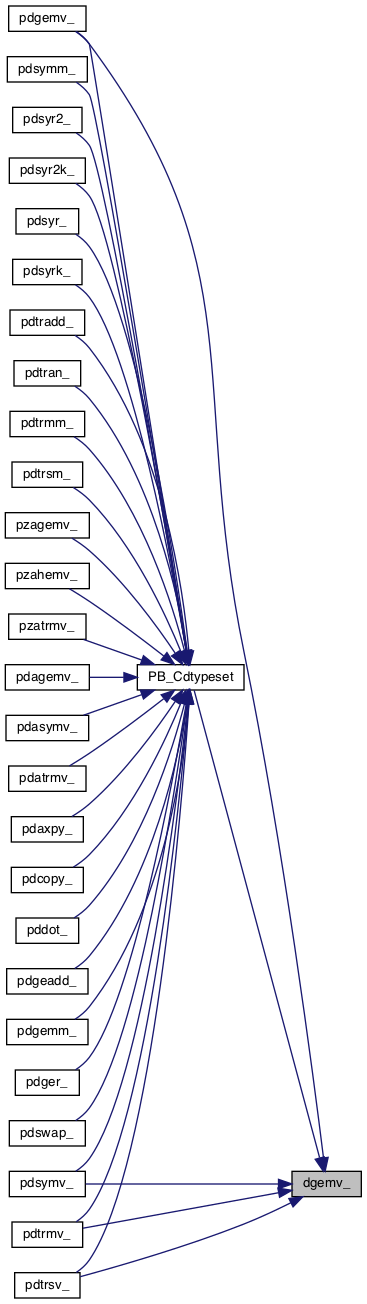 pdgemv_
pdsymm_
pdsyr2_
pdsyr2k_
pdsyr_
pdsyrk_
pdtradd_
pdtran_
pdtrmm_
pdtrsm_
pzagemv_
pzahemv_
pzatrmv_
pdagemv_
PB_Cdtypeset
pdasymv_
pdatrmv_
pdaxpy_
pdcopy_
pddot_
pdgeadd_
pdgemm_
pdger_
pdswap_
pdsymv_
dgemv_
pdtrmv_
pdtrsv_